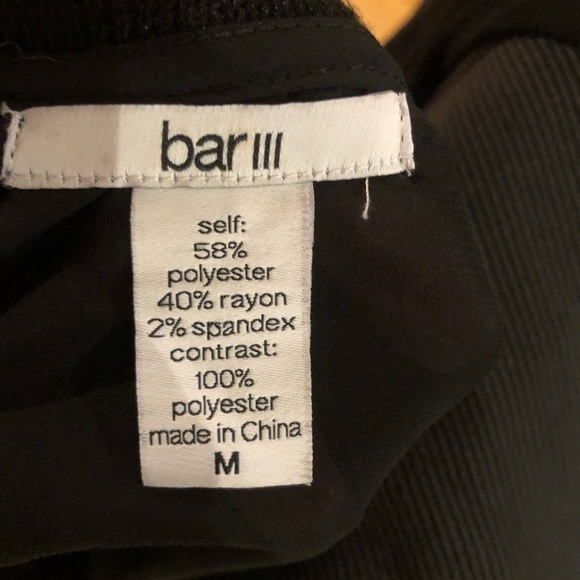 bar III
self:
58%
polyester
40% rayon
2% spandex
contrast:
100%
polyester
made in China
M